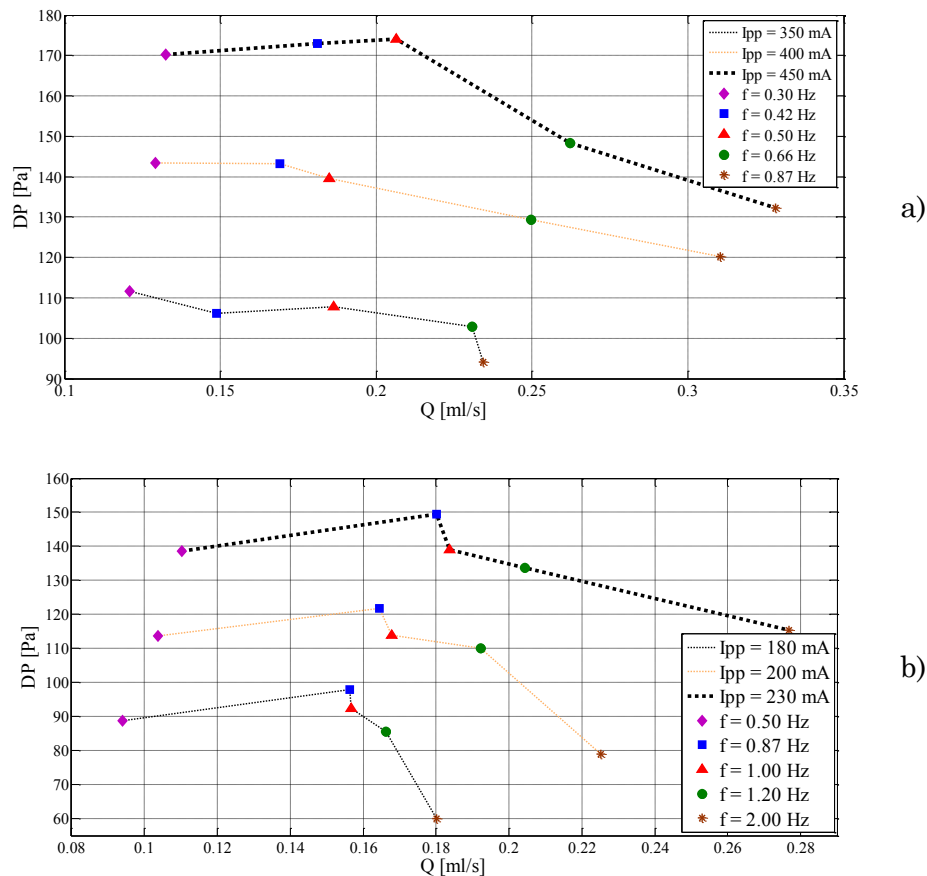 180
170
160
150
140
130
120
110
100
90
DP [Pa]
0.1
0.15
0.2
0.25
0.3
0.35
Q [ml/s]
Ipp = 350 mA
Ipp = 400 mA
Ipp = 450 mA
f = 0.30 Hz
f = 0.42 Hz
f = 0.50 Hz
f = 0.66 Hz
f = 0.87 Hz
a)
160
150
140
130
120
110
100
90
80
70
60
DP [Pa]
0.08
0.1
0.12
0.14
0.16
0.18
0.2
0.22
0.24
0.26
0.28
Q [ml/s]
Ipp = 180 mA
Ipp = 200 mA
Ipp = 230 mA
f = 0.50 Hz
f = 0.87 Hz
f = 1.00 Hz
f = 1.20 Hz
f = 2.00 Hz
b)